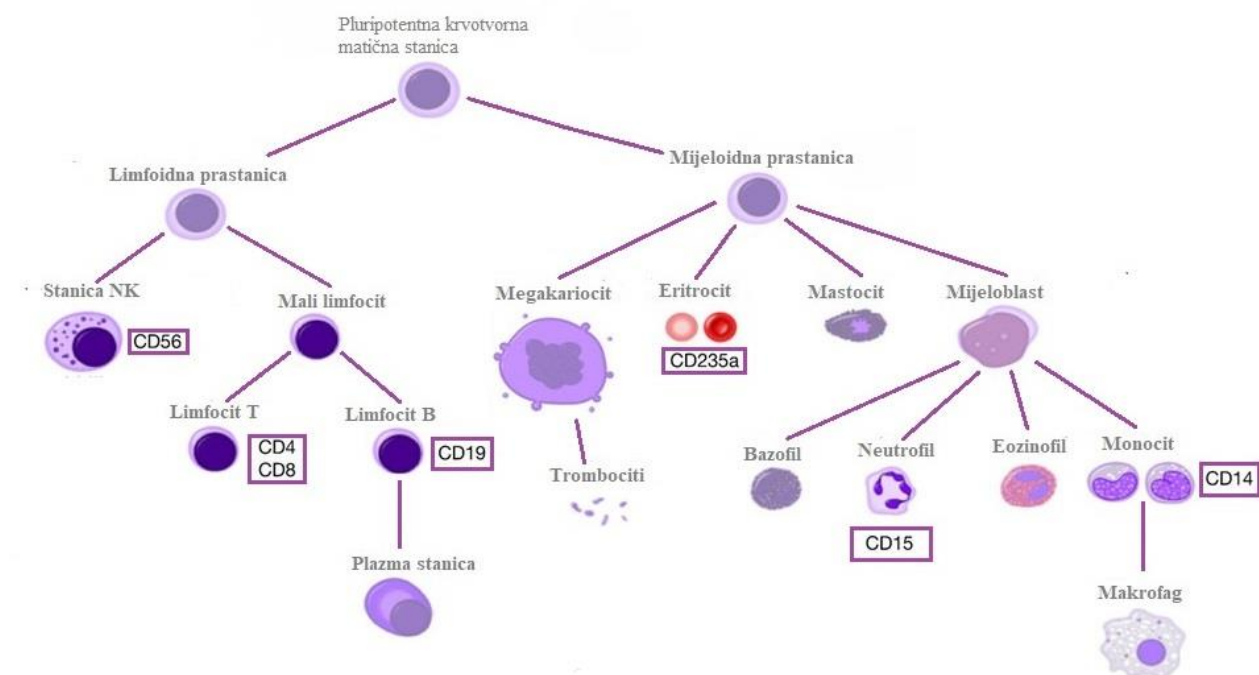 Pluripotentna krvotvorna
matična stanica
Limfoidna prastanica
Mijeloidna prastanica
Stanica NK
CD56
Mali limfocit
Megakariocit
Eritrocit
CD235a
Mastocit
Mijeloblast
Limfocit T
CD4
CD8
Limfocit B
CD19
Trombociti
Bazofil
Neutrofil
CD15
Eozinofil
Monocit
CD14
Plazma stanica
Makrofag